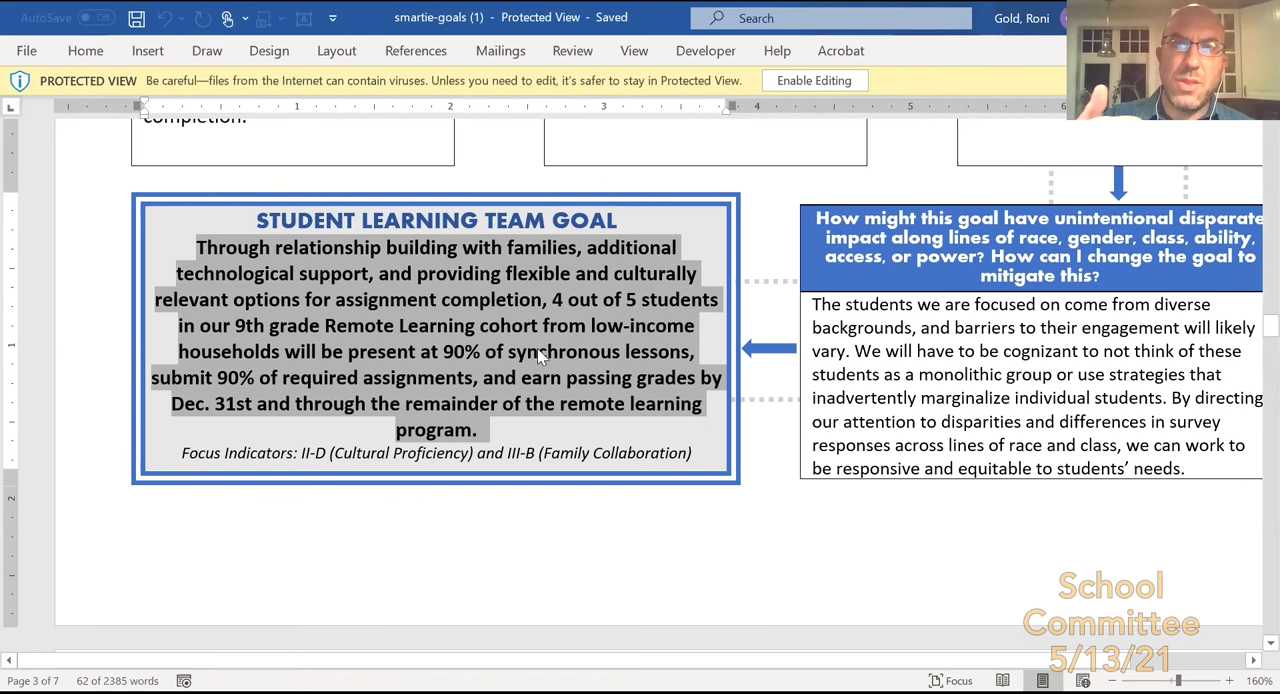 AutoSave Off
smartie-goals (1) - Protected View - Saved
Search
Gold, Roni
File Home Insert Draw Design Layout References Mailings Review View Developer Help Acrobat
PROTECTED VIEW Be careful—files from the Internet can contain viruses. Unless you need to edit, it's safer to stay in Protected View. Enable Editing
1 2 3 4 5 6
completion.
STUDENT LEARNING TEAM GOAL
Through relationship building with families, additional
technological support, and providing flexible and culturally
relevant options for assignment completion, 4 out of 5 students
in our 9th grade Remote Learning cohort from low-income
households will be present at 90% of synchronous lessons,
submit 90% of required assignments, and earn passing grades by
Dec. 31st and through the remainder of the remote learning
program.
Focus Indicators: II-D (Cultural Proficiency) and III-B (Family Collaboration)
How might this goal have unintentional disparate
impact along lines of race, gender, class, ability,
access, or power? How can I change the goal to
mitigate this?
The students we are focused on come from diverse
backgrounds, and barriers to their engagement will likely
vary. We will have to be cognizant to not think of these
students as a monolithic group or use strategies that
inadvertently marginalize individual students. By directing
our attention to disparities and differences in survey
responses across lines of race and class, we can work to
be responsive and equitable to students' needs.
1
2
School
Committee
5/13/21
Page 3 of 7 62 of 2385 words Focus 160%